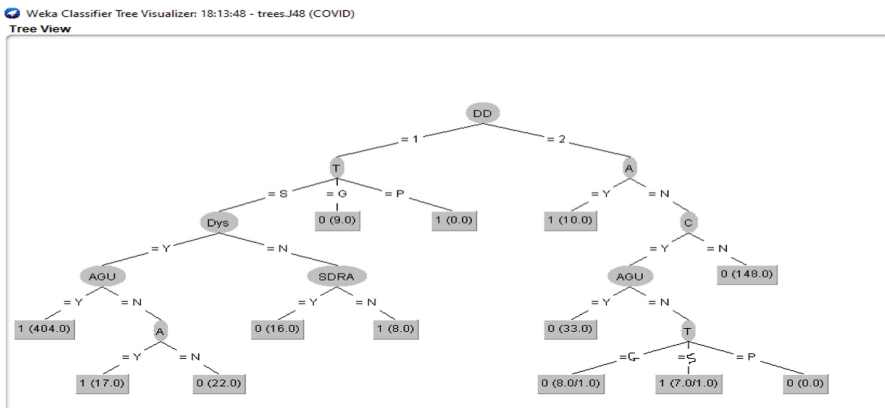 Weka Classifier Tree Visualizer: 18:13:48 - trees.J48 (COVID)
Tree View
DD
= 1 = 2
T A
= S = G = P = Y = N
Dys 0 (9.0) 1 (0.0) 1 (10.0) C
= Y = N = Y = N
AGU SDRA AGU 0 (148.0)
= Y = N = Y = N = Y = N
1 (404.0) A 0 (16.0) 1 (8.0) 0 (33.0) T
= Y = N =G =S = P
1 (17.0) 0 (22.0) 0 (8.0/1.0) 1 (7.0/1.0) 0 (0.0)